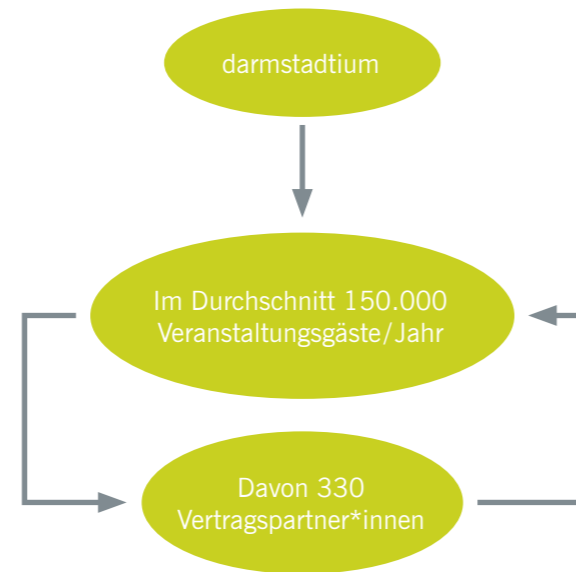 darmstadtium
Im Durchschnitt 150.000
Veranstaltungsgäste/Jahr
Davon 330
Vertragspartner*innen